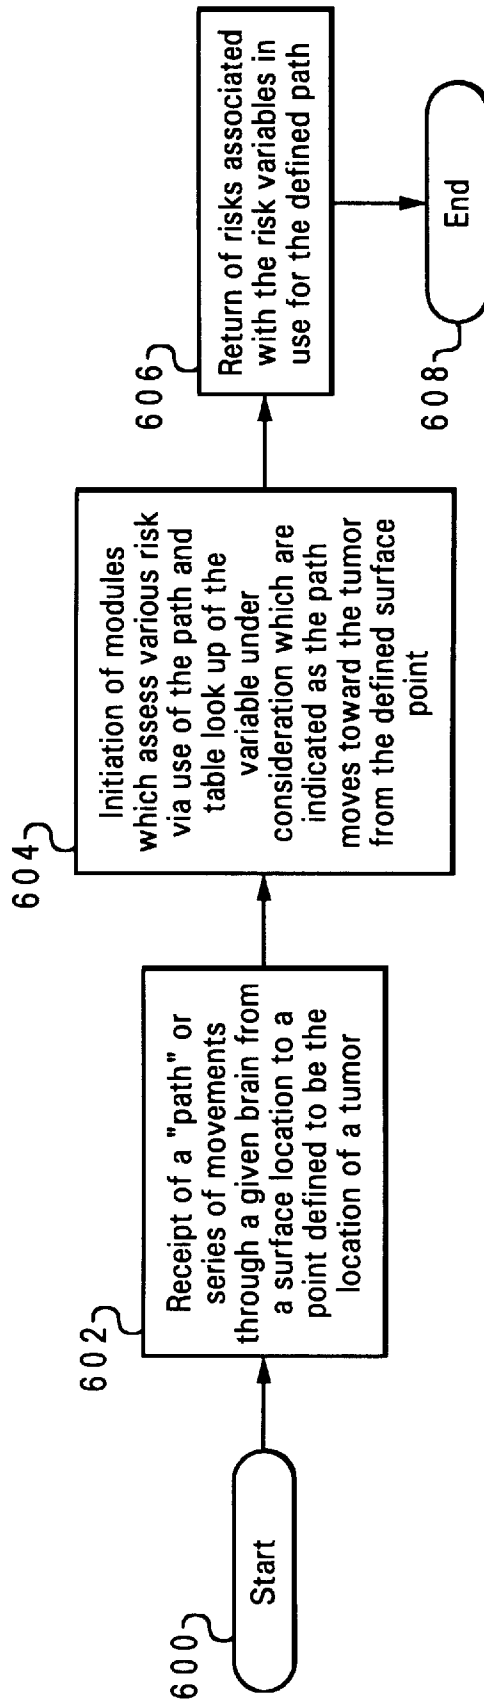 600
Start
602
Receipt of a "path" or
series of movements
through a given brain from
a surface location to a
point defined to be the
location of a tumor
604
Initiation of modules
which assess various risk
via use of the path and
table look up of the
variable under
consideration which are
indicated as the path
moves toward the tumor
from the defined surface
point
606
Return of risks associated
with the risk variables in
use for the defined path
608
End